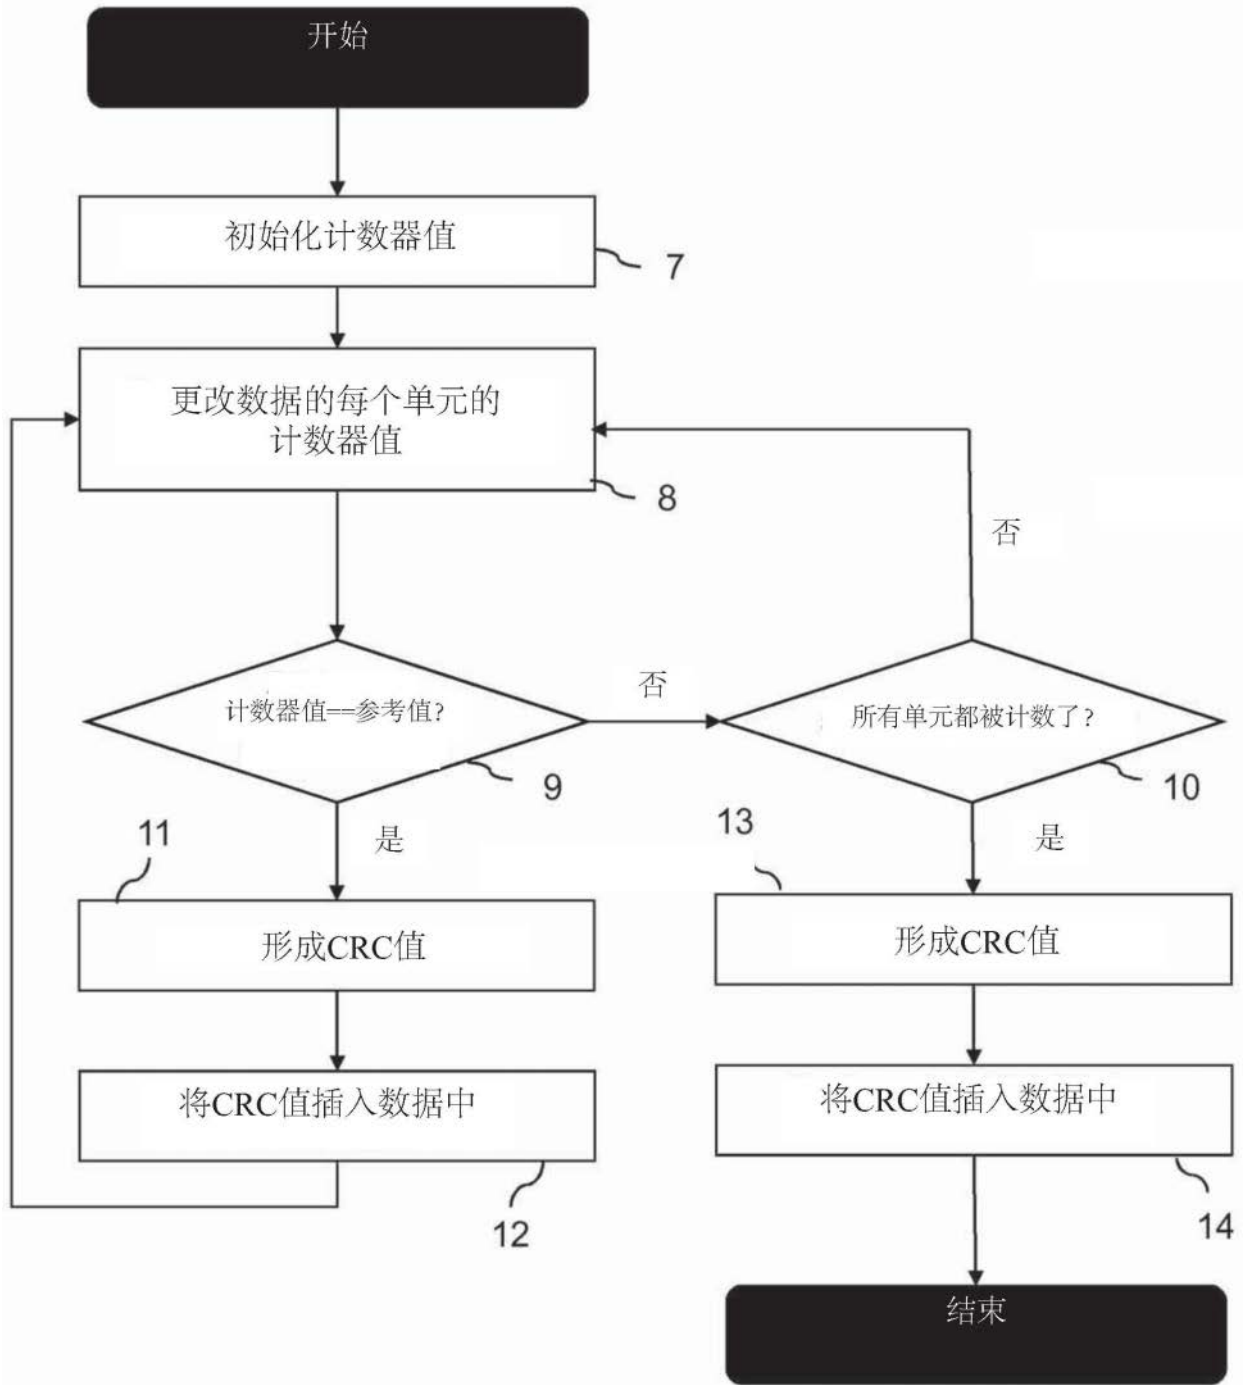 开始
初始化计数器值
7
更改数据的每个单元的
计数器值
8
否
计数器值==参考值?
否
所有单元都被计数了?
9
10
11
是
13
是
形成CRC值
形成CRC值
将CRC值插入数据中
将CRC值插入数据中
12
14
结束